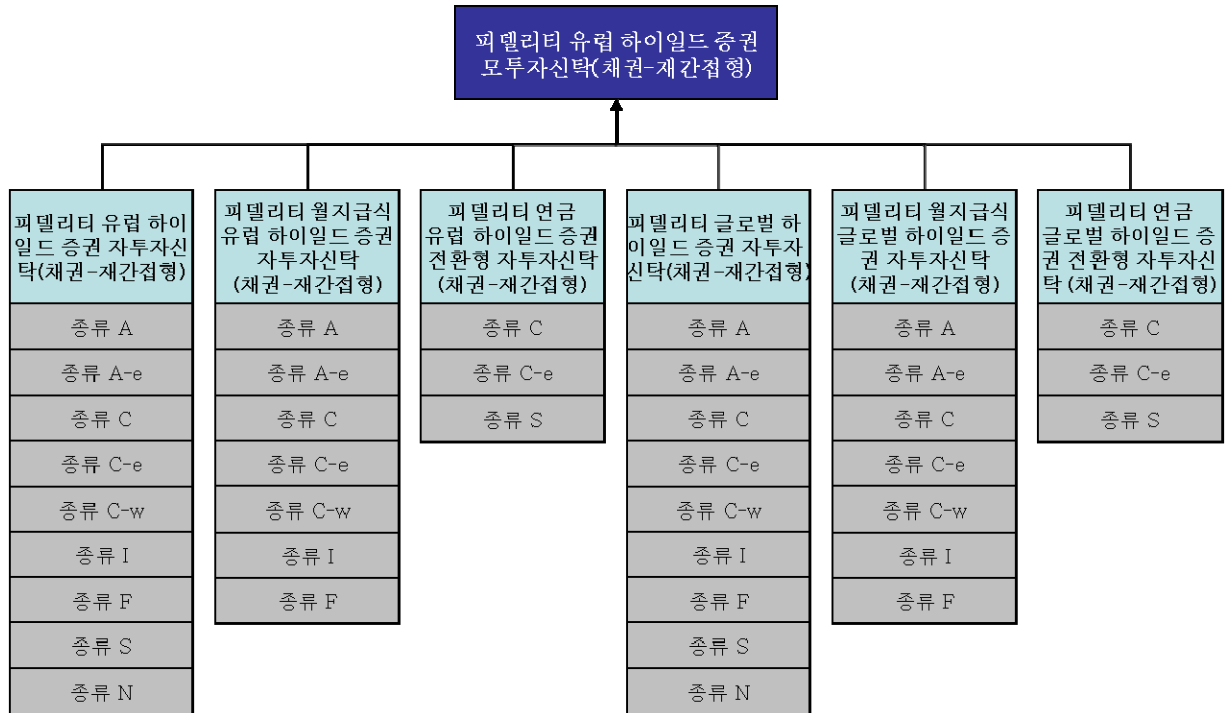 피델리티 유럽 하이일드 증권
모투자신탁(채권-재간접형)
피델리티 유럽 하이
일드 증권 자투자신
탁(채권-재간접형)
종류 A
종류 A-e
종류 C
종류 C-e
종류 C-w
종류 I
종류 F
종류 S
종류 N
피델리티 월지급식
유럽 하이일드 증권
자투자신탁
(채권-재간접형)
종류 A
종류 A-e
종류 C
종류 C-e
종류 C-w
종류 I
종류 F
피델리티 연금
유럽 하이일드 증권
전환형 자투자신탁
(채권-재간접형)
종류 C
종류 C-e
종류 S
피델리티 글로벌 하
이일드 증권 자투자
신탁(채권-재간접형)
종류 A
종류 A-e
종류 C
종류 C-e
종류 C-w
종류 I
종류 F
종류 S
종류 N
피델리티 월지급식
글로벌 하이일드 증
권 자투자신탁
(채권-재간접형)
종류 A
종류 A-e
종류 C
종류 C-e
종류 C-w
종류 I
종류 F
피델리티 연금
글로벌 하이일드 증
권 전환형 자투자신
탁 (채권-재간접형)
종류 C
종류 C-e
종류 S